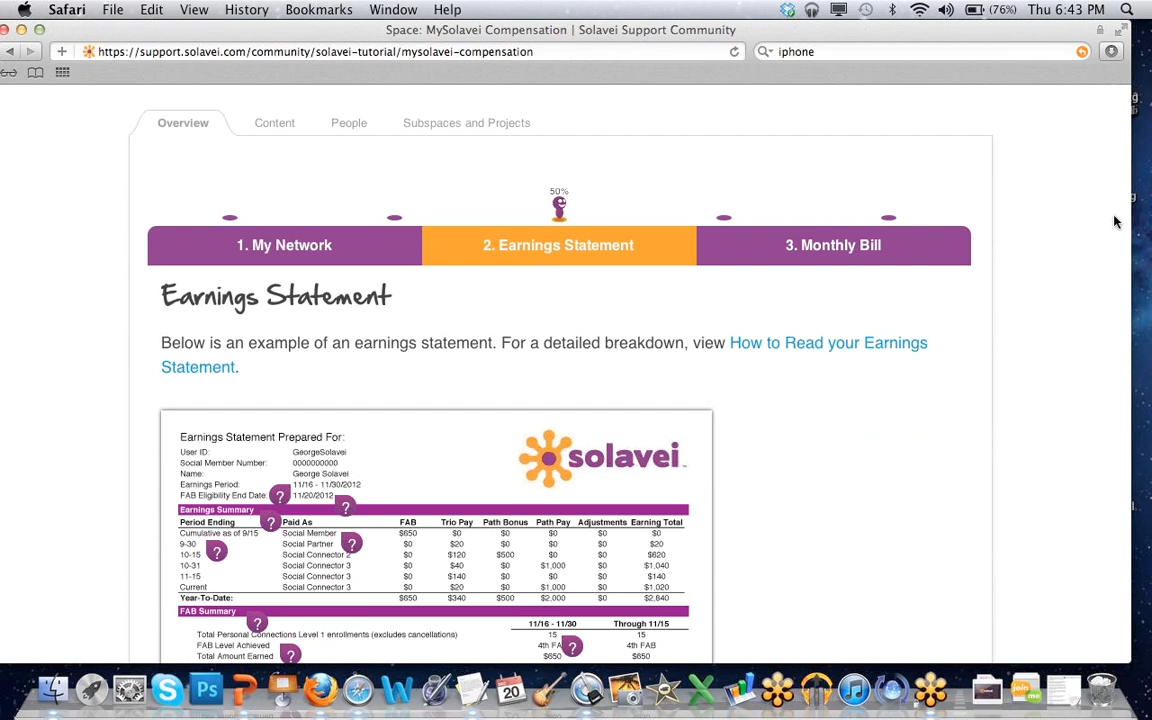 Safari File Edit View History Bookmarks Window Help (76%) Thu 6:43 PM
Space: MySolavei Compensation | Solavei Support Community
https://support.solavei.com/community/solavei-tutorial/mysolavei-compensation iphone
Overview Content People Subspaces and Projects
50%
1. My Network 2. Earnings Statement 3. Monthly Bill
Earnings Statement
Below is an example of an earnings statement. For a detailed breakdown, view How to Read your Earnings
Statement.
Earnings Statement Prepared For:
solavei
User ID: GeorgeSolavei
Social Member Number: 0000000000
Name: George Solavei
Earnings Period: 11/16 - 11/30/2012
FAB Eligibility End Date: ? 11/20/2012 ?
Earnings Summary
Period Ending ? Paid As FAB Trio Pay Path Bonus Path Pay Adjustments Earning Total
Cumulative as of 9/15 Social Member $650 $0 $0 $0 $0 $0
9-30 Social Partner ? $0 $20 $0 $0 $0 $20
10-15 ? Social Connector 2 $0 $120 $500 $0 $0 $620
10-31 Social Connector 3 $0 $40 $0 $1,000 $0 $1,040
11-15 Social Connector 3 $0 $140 $0 $0 $0 $140
Current Social Connector 3 $0 $20 $0 $1,000 $0 $1,020
Year-To-Date: $650 $340 $500 $2,000 $0 $2,840
FAB Summary
? 11/16 - 11/30 Through 11/15
Total Personal Connections Level 1 enrollments (excludes cancellations) 15 15
FAB Level Achieved 4th FA ? 4th FAB
Total Amount Earned ? $650 $650
20
join.me